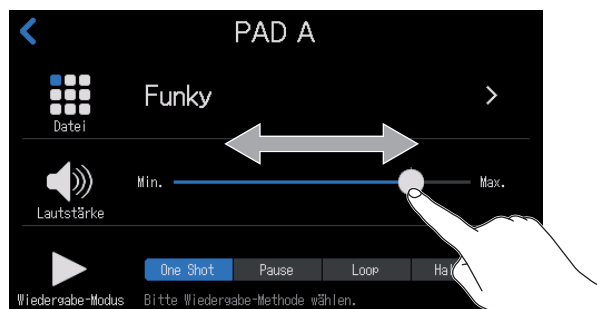 PAD A
Datei
Funky
Lautstärke
Min.
Max.
Wiedergabe-Modus
One Shot Pause Loop
Bitte Wiedergabe-Methode wählen.